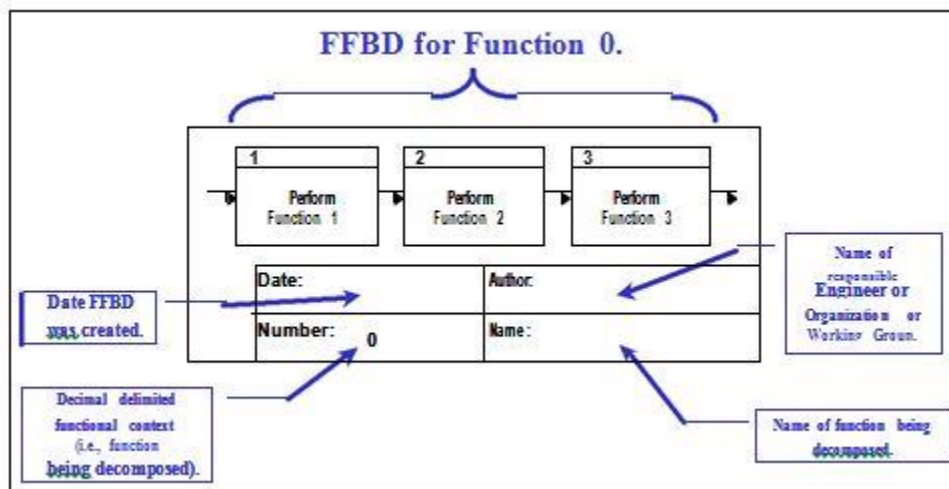 FFBD for Function 0.
1
2
3
Perform
Function 1
Perform
Function 2
Perform
Function 3
Date:
Author:
Number:
0
Name:
Date FFBD
was created.
Name of
responsible
Engineer or
Organization or
Working Group.
Decimal delimited
functional context
(i.e., function
being decomposed).
Name of function being
decomposed.